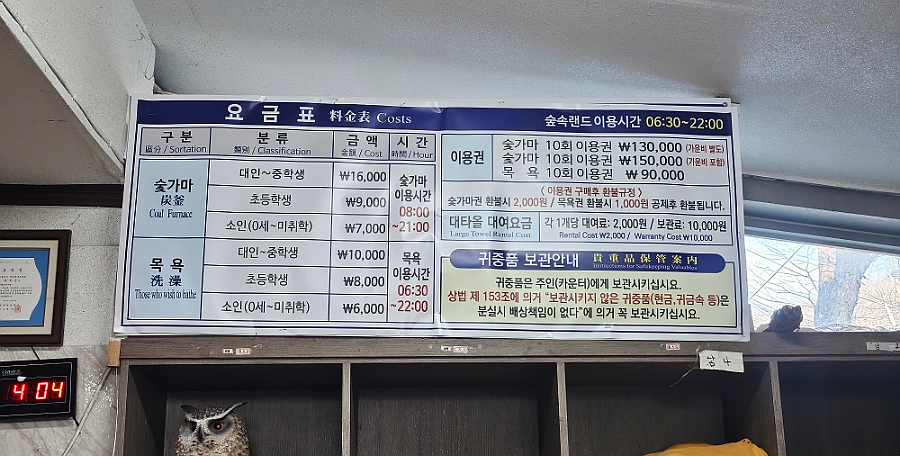 요 금 표 料金表 Costs
숲속랜드 이용시간 06:30~22:00
구 분 분 류 금 액 시 간
區分 / Sortation 類別 / Classification 金額 / Cost 時間 / Hour
숯가마
炭釜
Coal Furnace
대인~중학생 ₩16,000
초등학생 ₩9,000
소인(0세~미취학) ₩7,000
숯가마
이용시간
08:00
~21:00
목 욕
洗澡
Those who wish to bathe
대인~중학생 ₩10,000
초등학생 ₩8,000
소인(0세~미취학) ₩6,000
목 욕
이용시간
06:30
~22:00
이용권
숯가마 10회 이용권 ₩130,000 (가운비 별도)
숯가마 10회 이용권 ₩150,000 (가운비 포함)
목 욕 10회 이용권 ₩ 90,000
< 이용권 구매후 환불규정 >
숯가마권 환불시 2,000원 / 목욕권 환불시 1,000원 공제후 환불됩니다.
대타올 대여요금
Large Towel Rental Cost
각 1개당 대여료: 2,000원 / 보관료: 10,000원
Rental Cost ₩2,000 / Warranty Cost ₩10,000
귀중품 보관안내 貴重品保管案內
Instructions for Safekeeping Valuables
귀중품은 주인(카운터)에게 보관시키십시요.
상법 제 153조에 의거 "보관시키지 않은 귀중품(현금,귀금속 등)은
분실시 배상책임이 없다"에 의거 꼭 보관시키십시요.
4 04